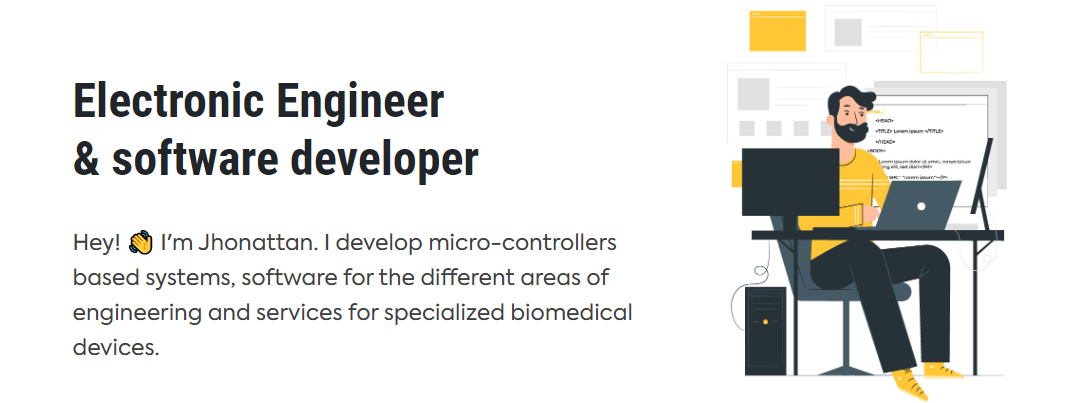 Electronic Engineer
& software developer
Hey! 👋 I'm Jhonattan. I develop micro-controllers
based systems, software for the different areas of
engineering and services for specialized biomedical
devices.
<HEAD>
<TITLE> Lorem ipsum </TITLE>
</HEAD>
<BODY>
Lorem ipsum dolor sit amet, consectetuer